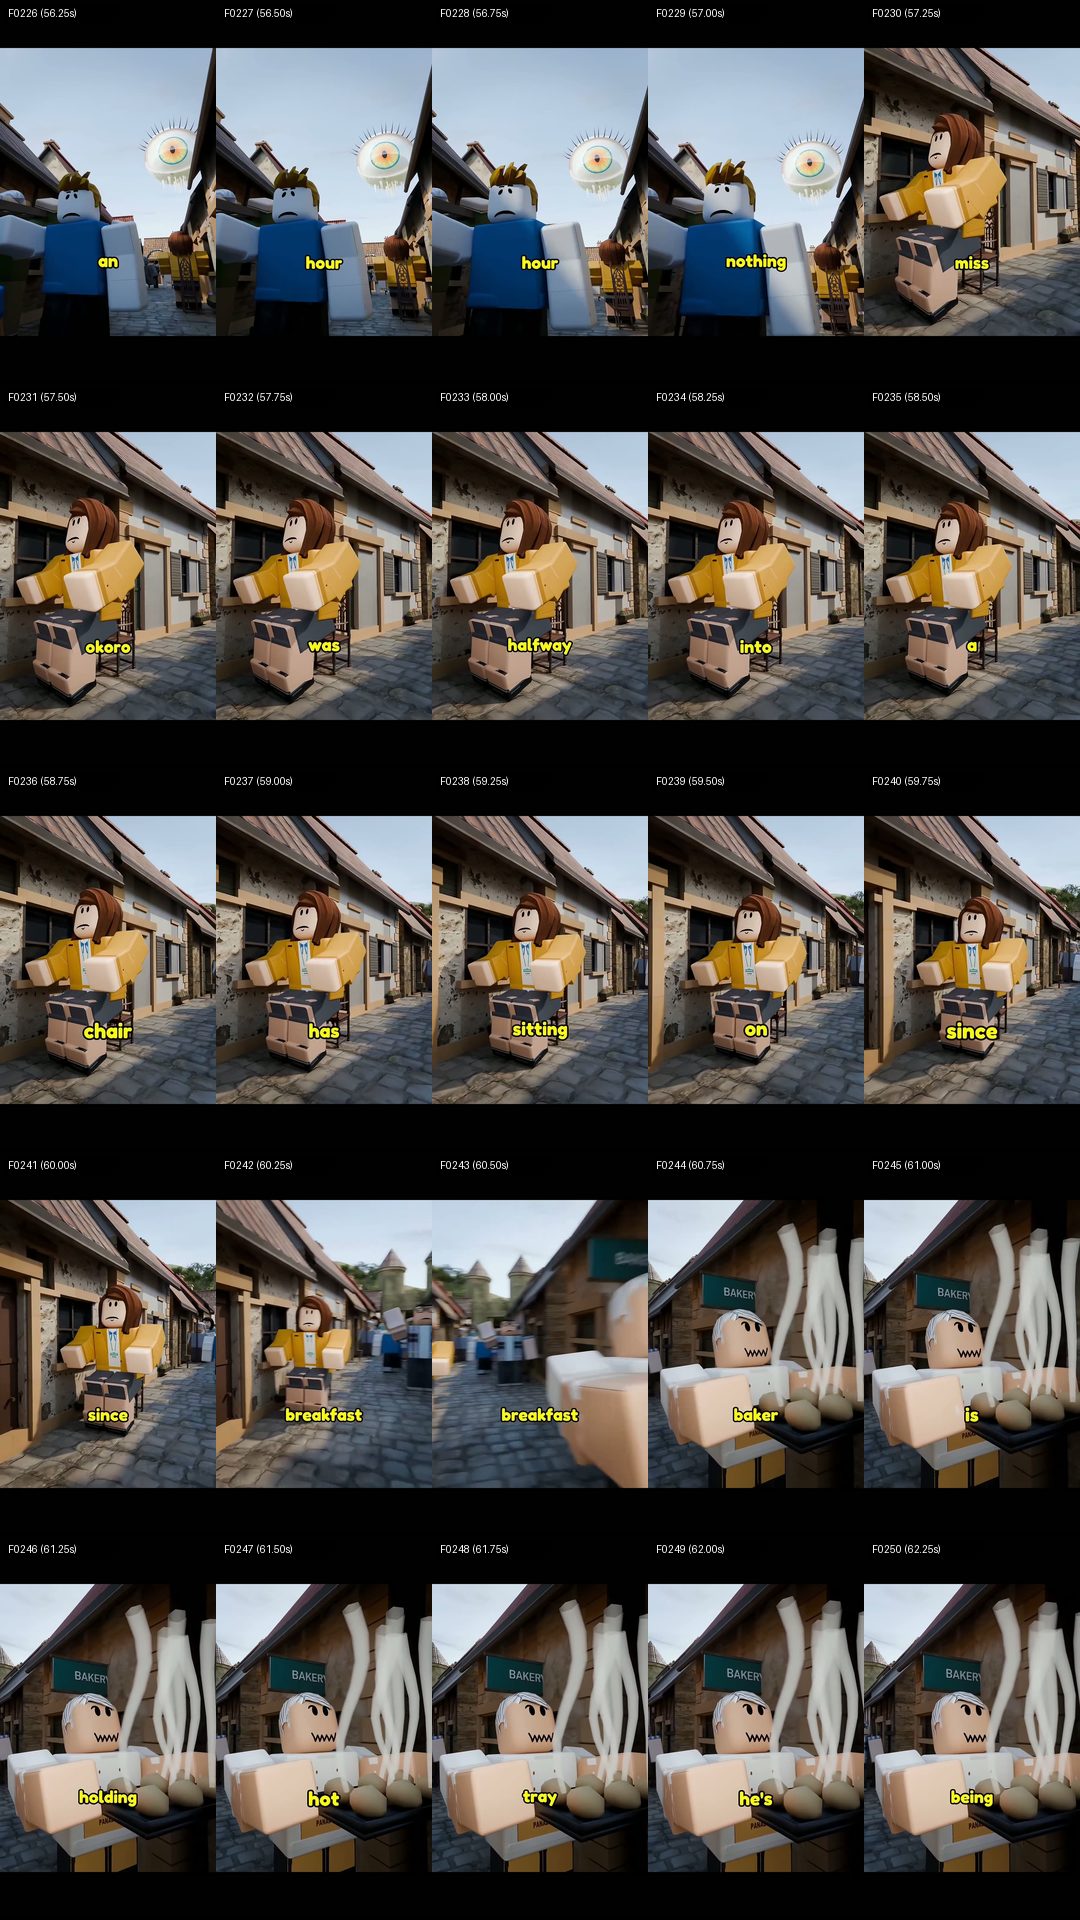 F0226 (56.25s)
F0227 (56.50s)
F0228 (56.75s)
F0229 (57.00s)
F0230 (57.25s)
an
hour
hour
nothing
miss
F0231 (57.50s)
F0232 (57.75s)
F0233 (58.00s)
F0234 (58.25s)
F0235 (58.50s)
okoro
was
halfway
into
a
F0236 (58.75s)
F0237 (59.00s)
F0238 (59.25s)
F0239 (59.50s)
F0240 (59.75s)
chair
has
sitting
on
since
F0241 (60.00s)
F0242 (60.25s)
F0243 (60.50s)
F0244 (60.75s)
F0245 (61.00s)
BAKERY
BAKERY
since
breakfast
breakfast
baker
is
F0246 (61.25s)
F0247 (61.50s)
F0248 (61.75s)
F0249 (62.00s)
F0250 (62.25s)
BAKERY
BAKERY
BAKERY
BAKERY
BAKERY
holding
hot
tray
he's
being